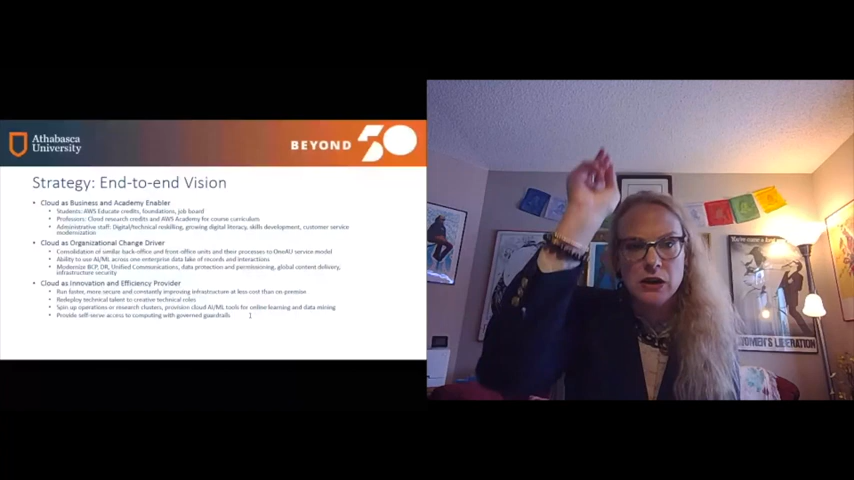 Athabasca
University
BEYOND 50
Strategy: End-to-end Vision
• Cloud as Business and Academy Enabler
• Students: AWS Educate credits, foundations, job board
• Professors: Cloud research credits and AWS Academy for course curriculum
• Administrative staff: Digital/technical reskilling, growing digital literacy, skills development, customer service
modernization
• Cloud as Organizational Change Driver
• Consolidation of similar back-office and front-office units and their processes to OneAU service model
• Ability to use AI/ML across one enterprise data lake of records and interactions
• Modernize BCP, DR, Unified Communications, data protection and permissioning, global content delivery,
infrastructure security
• Cloud as Innovation and Efficiency Provider
• Run faster, more secure and constantly improving infrastructure at less cost than on-premise
• Redeploy technical talent to creative technical roles
• Spin up operations or research clusters, provision cloud AI/ML tools for online learning and data mining
• Provide self-serve access to computing with governed guardrails
You've come a long way
WOMEN'S LIBERATION